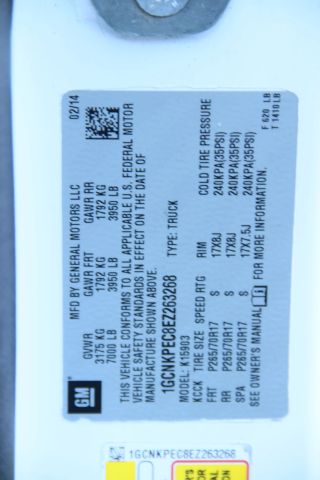 MFD BY GENERAL MOTORS LLC 02/14
GVWR GAWR FRT GAWR RR
3175 KG 1792 KG 1792 KG
7000 LB 3950 LB 3950 LB
THIS VEHICLE CONFORMS TO ALL APPLICABLE U.S. FEDERAL MOTOR
VEHICLE SAFETY STANDARDS IN EFFECT ON THE DATE OF
MANUFACTURE SHOWN ABOVE.
1GCNKPEC8EZ263268 TYPE: TRUCK
MODEL: K15903
KCCK TIRE SIZE SPEED RTG RIM COLD TIRE PRESSURE
FRT P265/70R17 S 17X8J 240KPA(35PSI)
RR P265/70R17 S 17X8J 240KPA(35PSI)
SPA P265/70R17 S 17X7.5J 240KPA(35PSI)
SEE OWNER'S MANUAL
F 620 LB
T 1410 LB
GM
1GCNKPEC8EZ263268